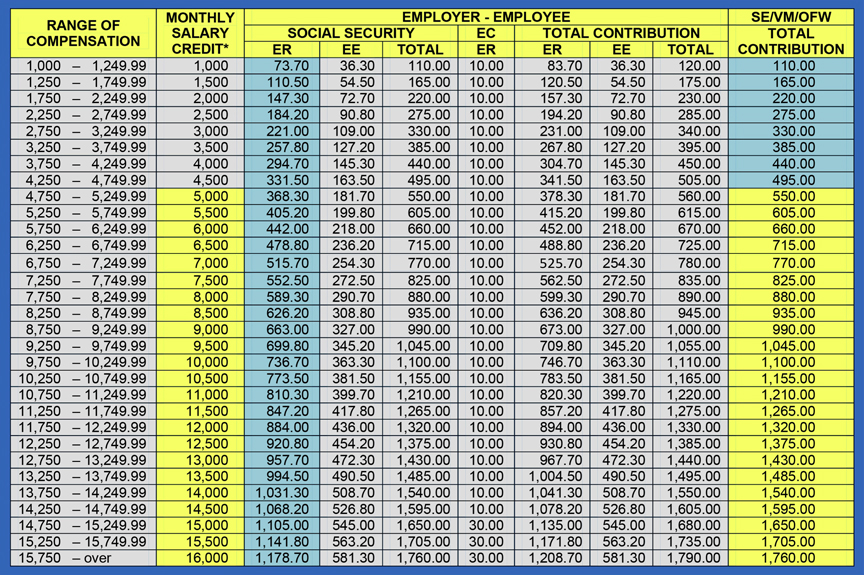 RANGE OF COMPENSATION MONTHLY SALARY CREDIT* EMPLOYER - EMPLOYEE SE/VM/OFW
SOCIAL SECURITY EC TOTAL CONTRIBUTION TOTAL CONTRIBUTION
ER EE TOTAL ER ER EE TOTAL
1,000 – 1,249.99 1,000 73.70 36.30 110.00 10.00 83.70 36.30 120.00 110.00
1,250 – 1,749.99 1,500 110.50 54.50 165.00 10.00 120.50 54.50 175.00 165.00
1,750 – 2,249.99 2,000 147.30 72.70 220.00 10.00 157.30 72.70 230.00 220.00
2,250 – 2,749.99 2,500 184.20 90.80 275.00 10.00 194.20 90.80 285.00 275.00
2,750 – 3,249.99 3,000 221.00 109.00 330.00 10.00 231.00 109.00 340.00 330.00
3,250 – 3,749.99 3,500 257.80 127.20 385.00 10.00 267.80 127.20 395.00 385.00
3,750 – 4,249.99 4,000 294.70 145.30 440.00 10.00 304.70 145.30 450.00 440.00
4,250 – 4,749.99 4,500 331.50 163.50 495.00 10.00 341.50 163.50 505.00 495.00
4,750 – 5,249.99 5,000 368.30 181.70 550.00 10.00 378.30 181.70 560.00 550.00
5,250 – 5,749.99 5,500 405.20 199.80 605.00 10.00 415.20 199.80 615.00 605.00
5,750 – 6,249.99 6,000 442.00 218.00 660.00 10.00 452.00 218.00 670.00 660.00
6,250 – 6,749.99 6,500 478.80 236.20 715.00 10.00 488.80 236.20 725.00 715.00
6,750 – 7,249.99 7,000 515.70 254.30 770.00 10.00 525.70 254.30 780.00 770.00
7,250 – 7,749.99 7,500 552.50 272.50 825.00 10.00 562.50 272.50 835.00 825.00
7,750 – 8,249.99 8,000 589.30 290.70 880.00 10.00 599.30 290.70 890.00 880.00
8,250 – 8,749.99 8,500 626.20 308.80 935.00 10.00 636.20 308.80 945.00 935.00
8,750 – 9,249.99 9,000 663.00 327.00 990.00 10.00 673.00 327.00 1,000.00 990.00
9,250 – 9,749.99 9,500 699.80 345.20 1,045.00 10.00 709.80 345.20 1,055.00 1,045.00
9,750 – 10,249.99 10,000 736.70 363.30 1,100.00 10.00 746.70 363.30 1,110.00 1,100.00
10,250 – 10,749.99 10,500 773.50 381.50 1,155.00 10.00 783.50 381.50 1,165.00 1,155.00
10,750 – 11,249.99 11,000 810.30 399.70 1,210.00 10.00 820.30 399.70 1,220.00 1,210.00
11,250 – 11,749.99 11,500 847.20 417.80 1,265.00 10.00 857.20 417.80 1,275.00 1,265.00
11,750 – 12,249.99 12,000 884.00 436.00 1,320.00 10.00 894.00 436.00 1,330.00 1,320.00
12,250 – 12,749.99 12,500 920.80 454.20 1,375.00 10.00 930.80 454.20 1,385.00 1,375.00
12,750 – 13,249.99 13,000 957.70 472.30 1,430.00 10.00 967.70 472.30 1,440.00 1,430.00
13,250 – 13,749.99 13,500 994.50 490.50 1,485.00 10.00 1,004.50 490.50 1,495.00 1,485.00
13,750 – 14,249.99 14,000 1,031.30 508.70 1,540.00 10.00 1,041.30 508.70 1,550.00 1,540.00
14,250 – 14,749.99 14,500 1,068.20 526.80 1,595.00 10.00 1,078.20 526.80 1,605.00 1,595.00
14,750 – 15,249.99 15,000 1,105.00 545.00 1,650.00 30.00 1,135.00 545.00 1,680.00 1,650.00
15,250 – 15,749.99 15,500 1,141.80 563.20 1,705.00 30.00 1,171.80 563.20 1,735.00 1,705.00
15,750 – over 16,000 1,178.70 581.30 1,760.00 30.00 1,208.70 581.30 1,790.00 1,760.00